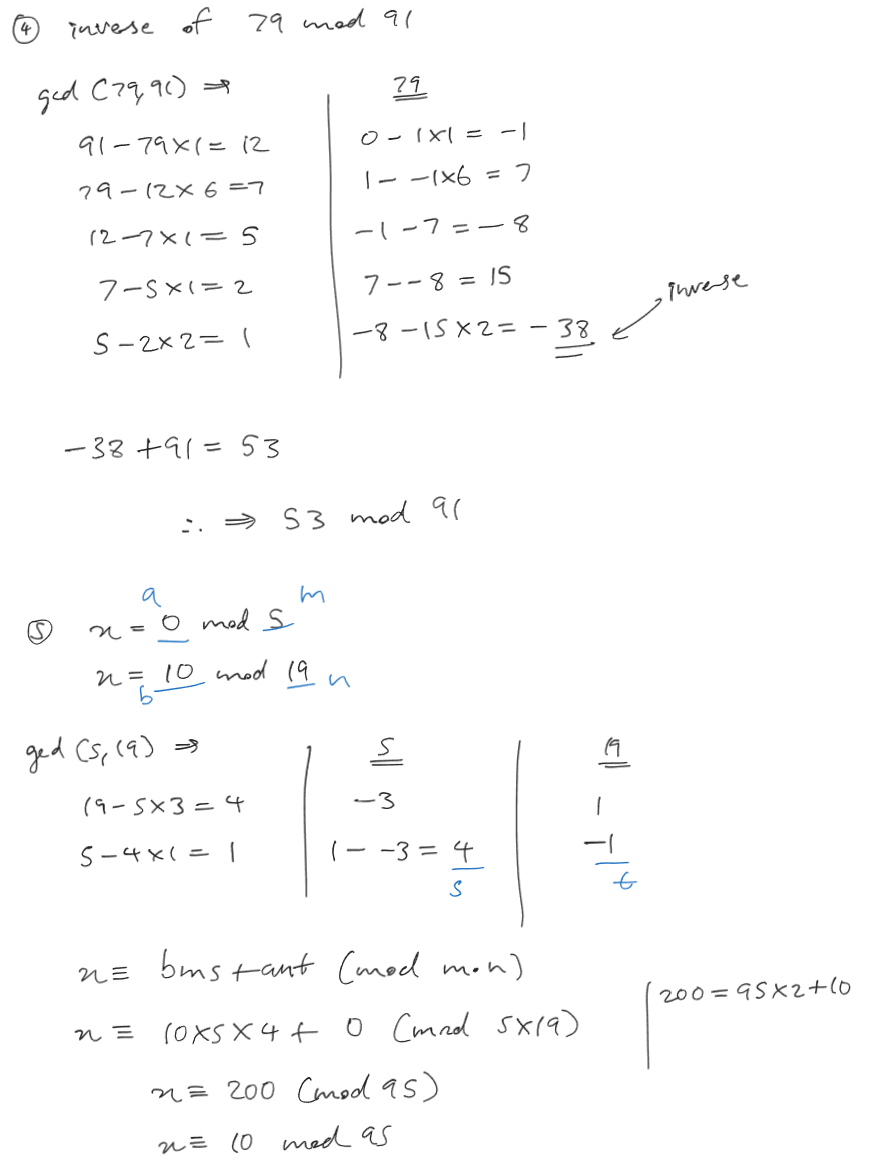 ④ inverse of 79 mod 91
gcd (79, 91) ⇒
79
91 - 79×1 = 12
0 - 1×1 = -1
79 - 12×6 = 7
1 - -1×6 = 7
12 - 7×1 = 5
-1 - 7 = -8
7 - 5×1 = 2
7 - -8 = 15
inverse
5 - 2×2 = 1
-8 - 15×2 = -38
-38 + 91 = 53
∴ ⇒ 53 mod 91
a m
⑤ x = 0 mod 5
x = 10 mod 19 n
b
gcd (5, 19) ⇒
5
19
19 - 5×3 = 4
-3
1
5 - 4×1 = 1
1 - -3 = 4
-1
s
t
x ≡ bms + ant (mod m·n)
200 = 95×2+10
x ≡ 10×5×4 + 0 (mod 5×19)
x ≡ 200 (mod 95)
x ≡ 10 mod 95